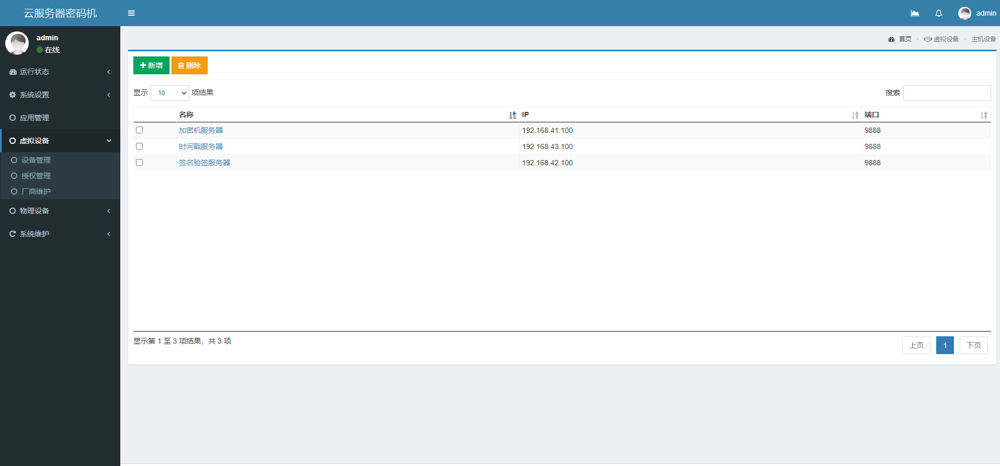 云服务器密码机
admin
admin
在线
首页 > 虚拟设备 > 主机设备
运行状态
系统设置
应用管理
虚拟设备
设备管理
授权管理
厂商维护
物理设备
系统维护
新增 删除
显示 10 项结果 搜索
名称 IP 端口
加密机服务器 192.168.41.100 9888
时间戳服务器 192.168.43.100 9888
签名验签服务器 192.168.42.100 9888
显示第 1 至 3 项结果，共 3 项
上页 1 下页